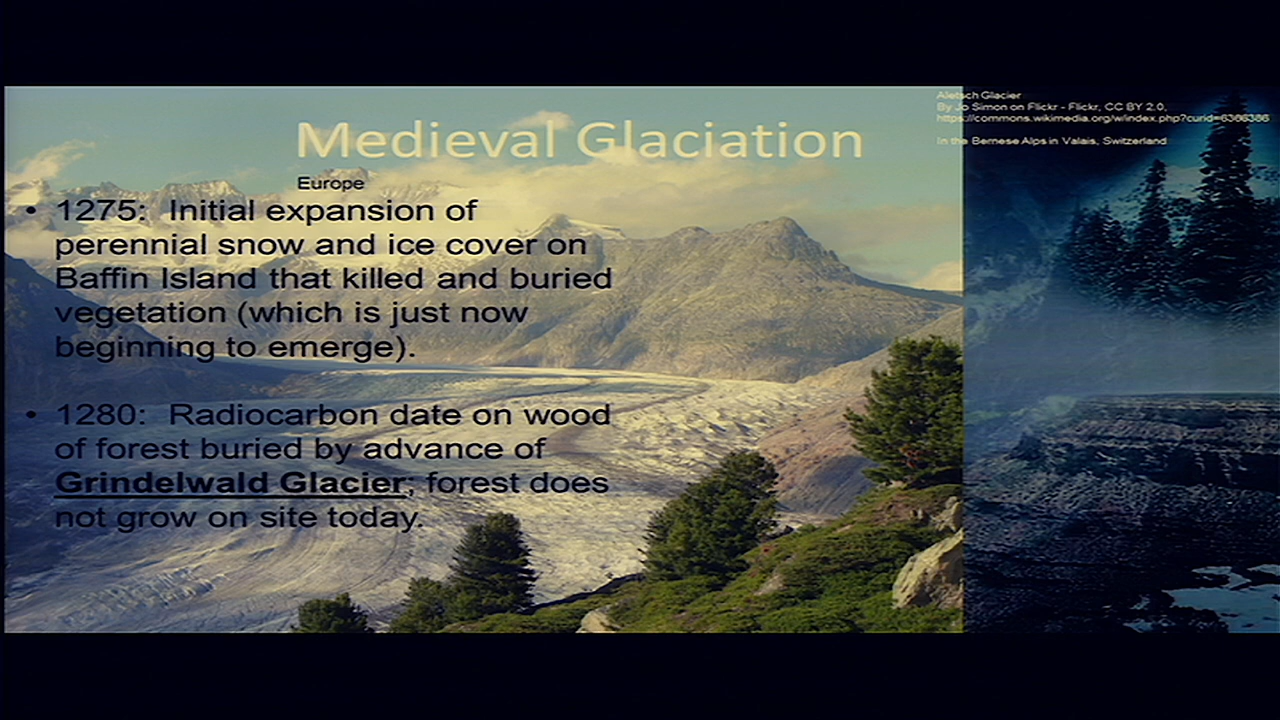 Aletsch Glacier
By Jo Simon on Flickr - Flickr, CC BY 2.0,
https://commons.wikimedia.org/w/index.php?curid=6366386
In the Bernese Alps in Valais, Switzerland
Medieval Glaciation
Europe
• 1275: Initial expansion of
perennial snow and ice cover on
Baffin Island that killed and buried
vegetation (which is just now
beginning to emerge).
• 1280: Radiocarbon date on wood
of forest buried by advance of
Grindelwald Glacier; forest does
not grow on site today.